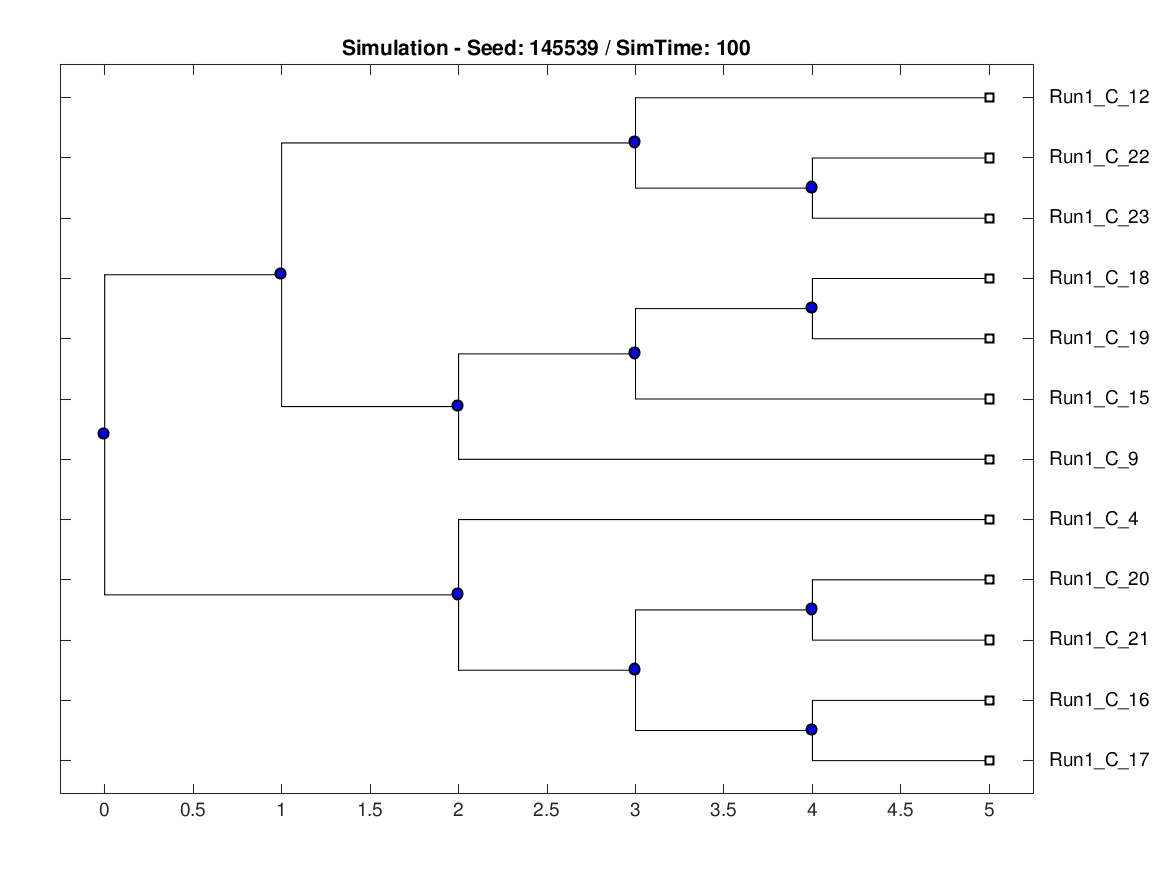 Simulation - Seed: 145539 / SimTime: 100
Run1_C_12
Run1_C_22
Run1_C_23
Run1_C_18
Run1_C_19
Run1_C_15
Run1_C_9
Run1_C_4
Run1_C_20
Run1_C_21
Run1_C_16
Run1_C_17
0 0.5 1 1.5 2 2.5 3 3.5 4 4.5 5